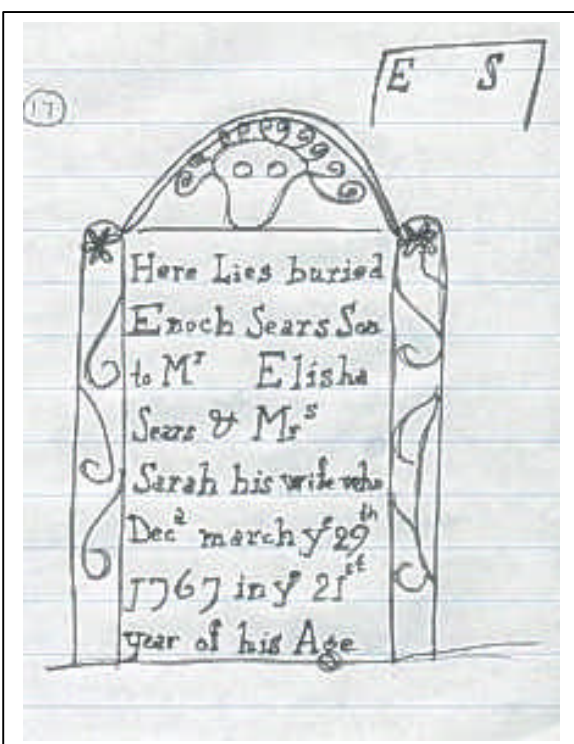 17
E S
Here Lies buried
Enoch Sears Son
to Mr Elisha
Sears & Mrs
Sarah his wife who
Decd march ye 29th
1767 in ye 21st
year of his Age